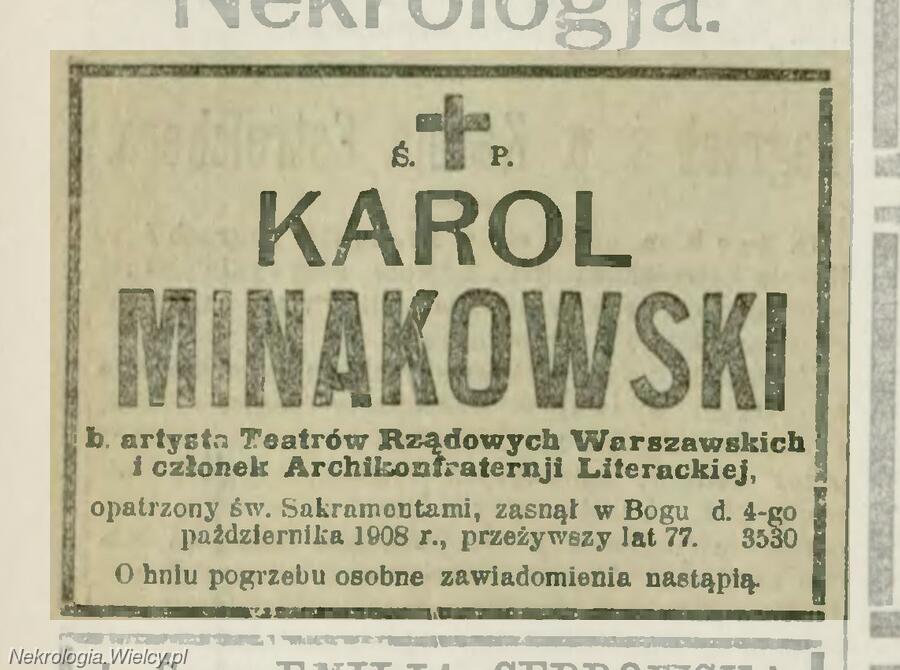 Nekrologja.
Ś. P.
KAROL
MINAKOWSKI
b. artysta Teatrów Rządowych Warszawskich
i członek Archikonfraternji Literackiej,
opatrzony św. Sakramentami, zasnął w Bogu d. 4-go
października 1908 r., przeżywszy lat 77. 3530
O hniu pogrzebu osobne zawiadomienia nastąpią.
Nekrologia.Wielcy.pl